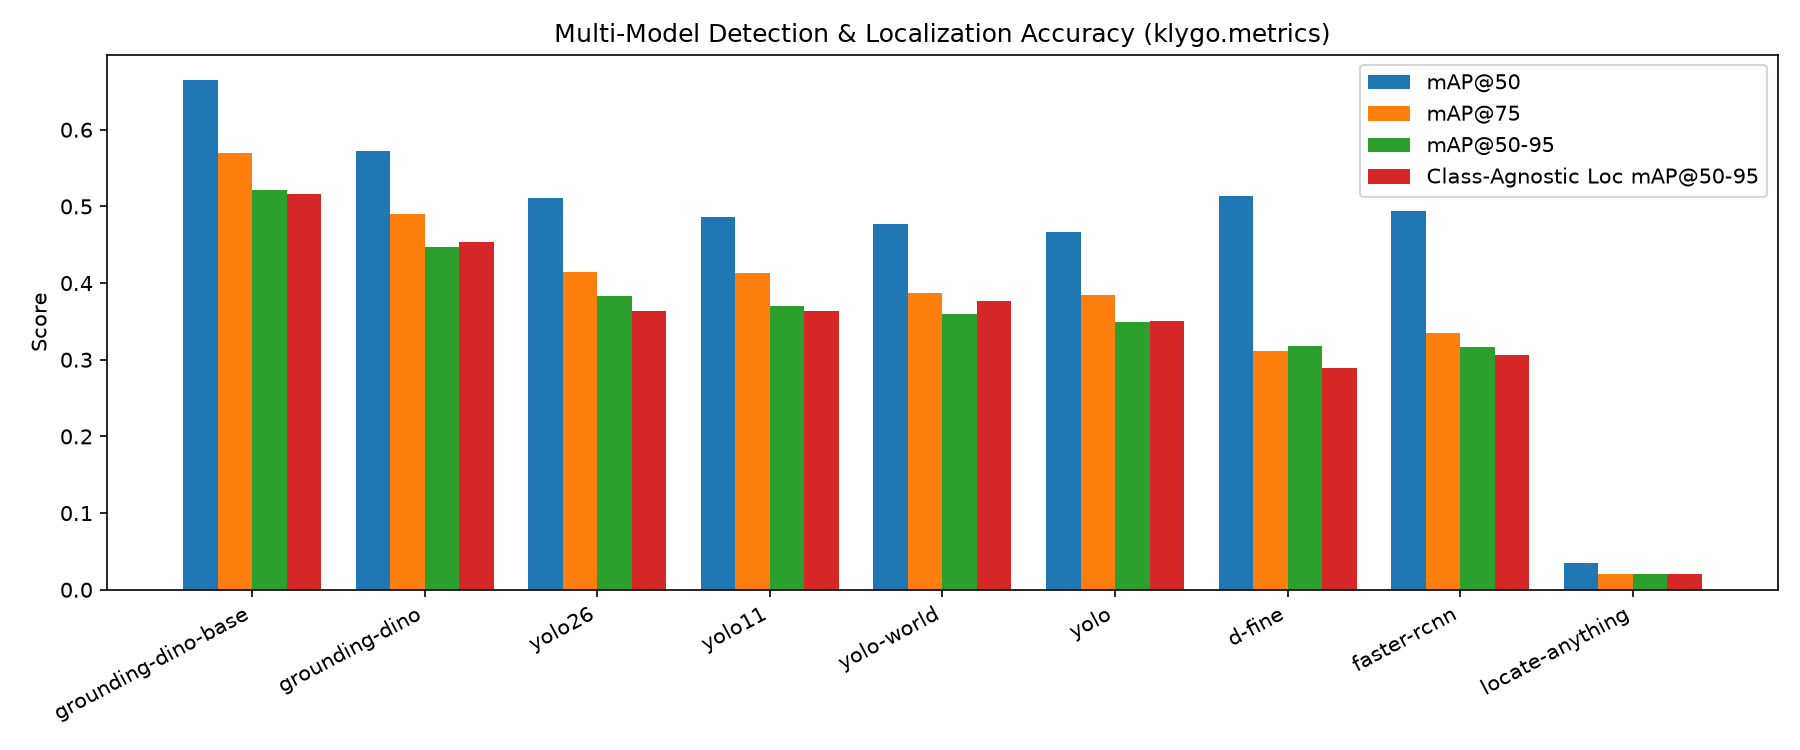 Multi-Model Detection & Localization Accuracy (klygo.metrics)
mAP@50
mAP@75
mAP@50-95
Class-Agnostic Loc mAP@50-95
Score
0.6
0.5
0.4
0.3
0.2
0.1
0.0
grounding-dino-base
grounding-dino
yolo26
yolo11
yolo-world
yolo
d-fine
faster-rcnn
locate-anything